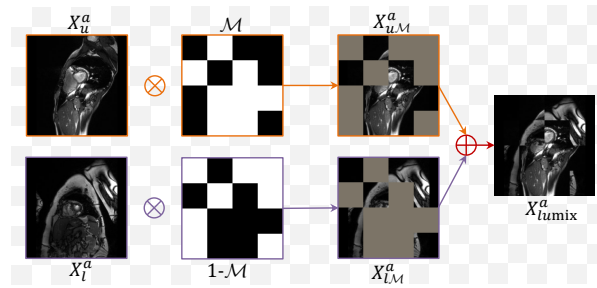 X_u^a
ℳ
X_{uℳ}^a
X_l^a
1-ℳ
X_{lℳ}^a
X_{lumix}^a